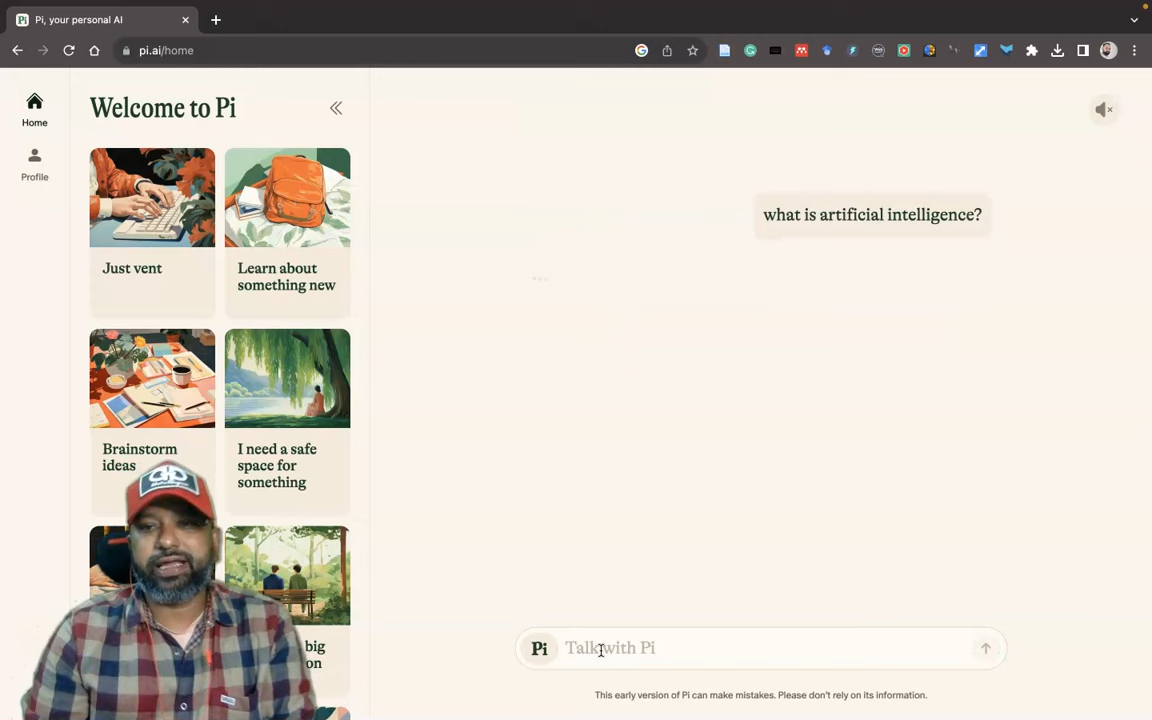 Pi Pi, your personal AI
pi.ai/home
Home
Profile
Welcome to Pi
Just vent
Learn about
something new
Brainstorm
ideas
I need a safe
space for
something
big
on
what is artificial intelligence?
Pi Talk with Pi
This early version of Pi can make mistakes. Please don't rely on its information.